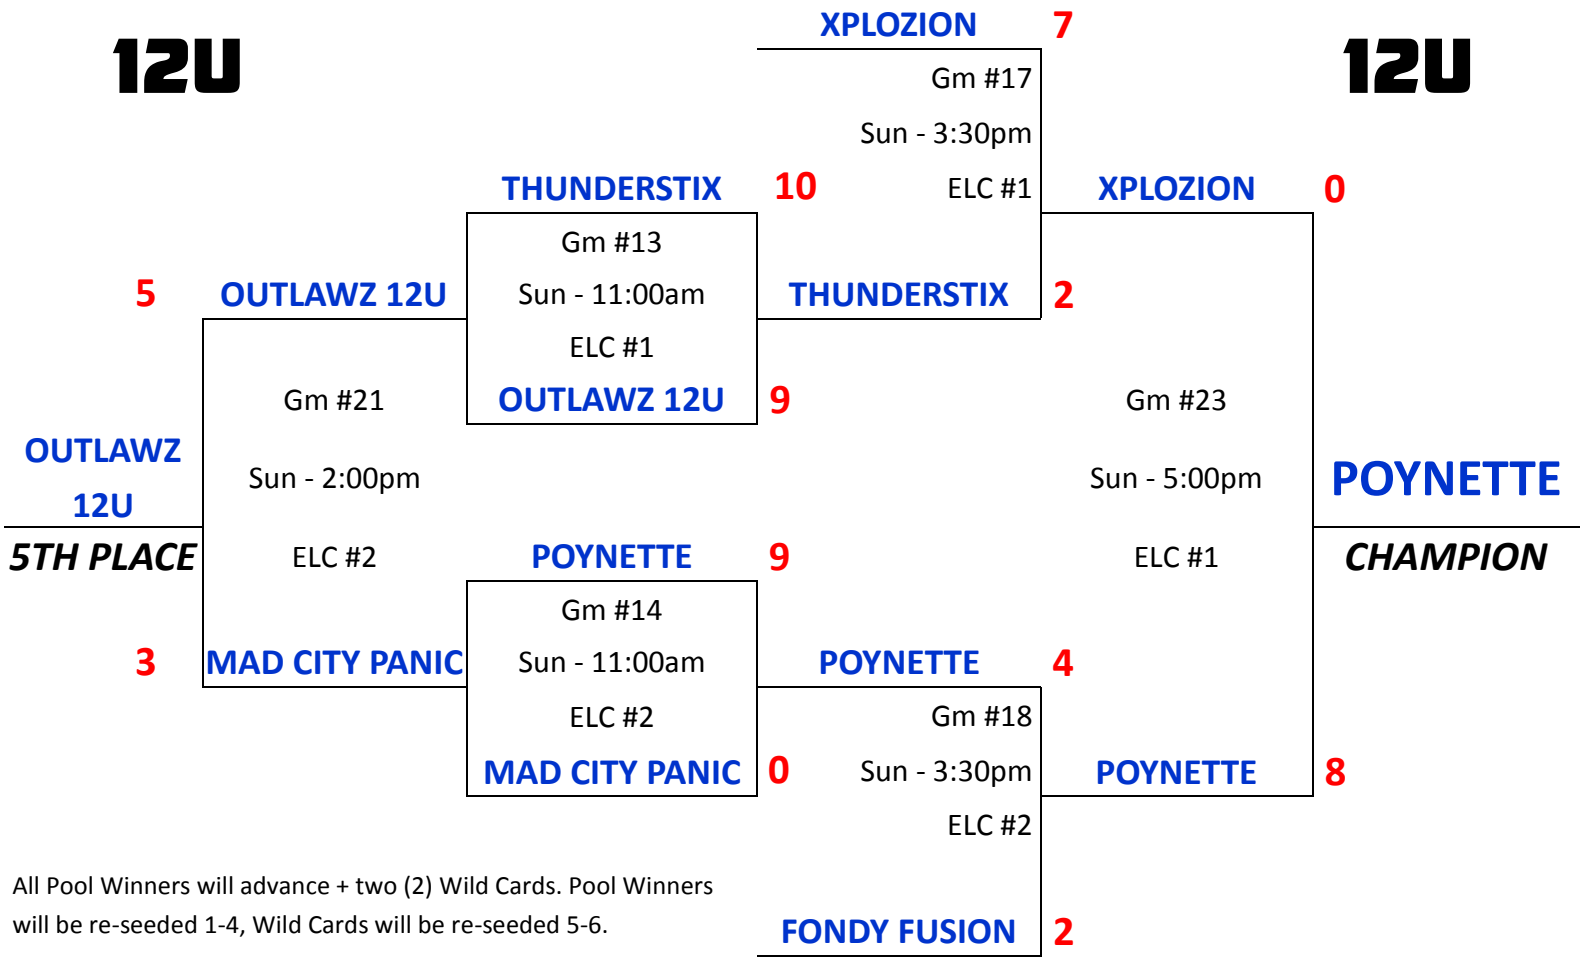 XPLOZION 7
12U 12U
Gm #17
Sun - 3:30pm
THUNDERSTIX 10 ELC #1 XPLOZION 0
Gm #13
5 OUTLAWZ 12U Sun - 11:00am THUNDERSTIX 2
ELC #1
Gm #21 OUTLAWZ 12U 9 Gm #23
OUTLAWZ
Sun - 2:00pm Sun - 5:00pm POYNETTE
12U
5TH PLACE ELC #2 POYNETTE 9 ELC #1 CHAMPION
Gm #14
3 MAD CITY PANIC Sun - 11:00am POYNETTE 4
ELC #2 Gm #18
MAD CITY PANIC 0 Sun - 3:30pm POYNETTE 8
ELC #2
All Pool Winners will advance + two (2) Wild Cards. Pool Winners
will be re-seeded 1-4, Wild Cards will be re-seeded 5-6.
FONDY FUSION 2